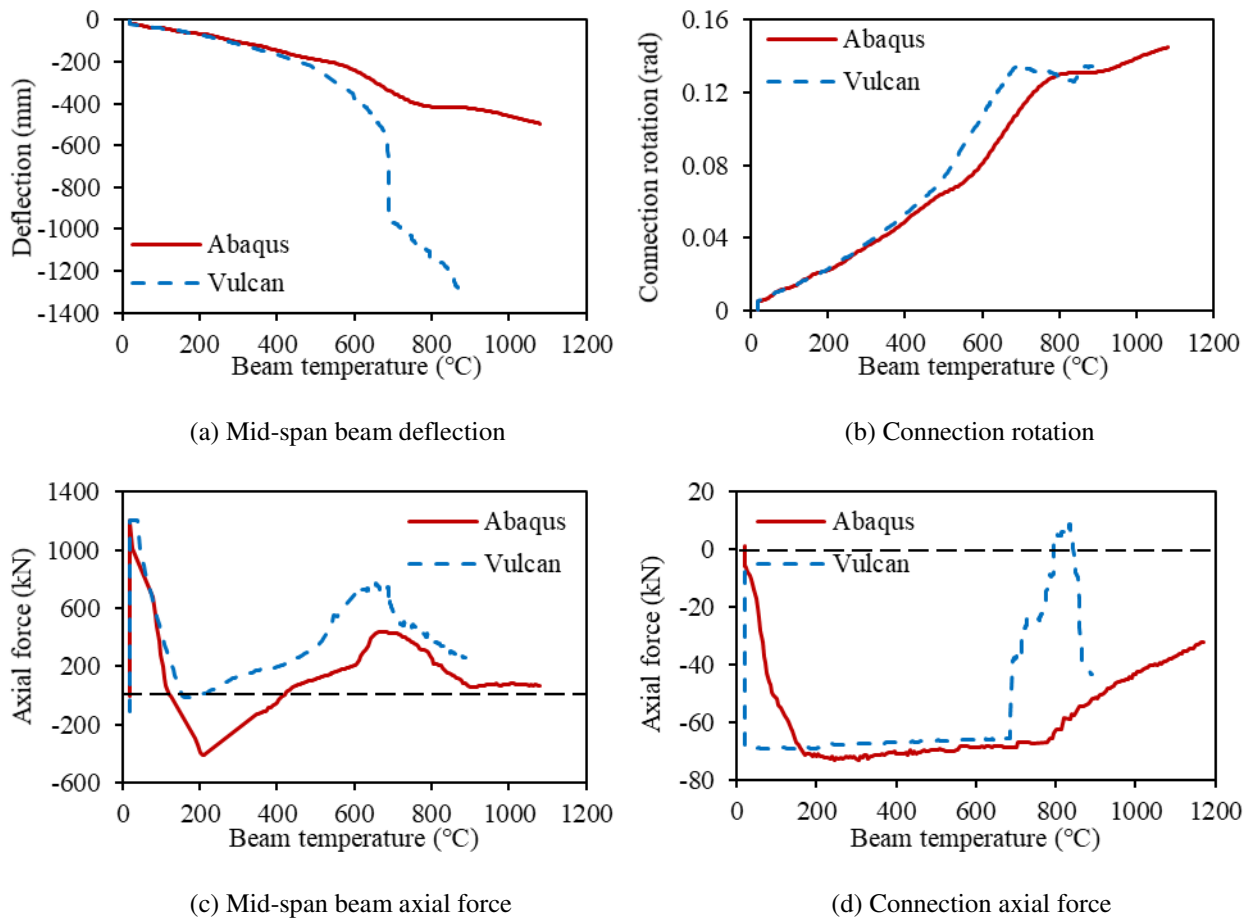 0
-200
-400
-600
-800
-1000
-1200
-1400
Deflection (mm)
Abaqus
Vulcan
0 200 400 600 800 1000 1200
Beam temperature (°C)
(a) Mid-span beam deflection
0.16
0.12
0.08
0.04
0
Connection rotation (rad)
Abaqus
Vulcan
0 200 400 600 800 1000 1200
Beam temperature (°C)
(b) Connection rotation
1400
1000
600
200
-200
-600
Axial force (kN)
Abaqus
Vulcan
0 200 400 600 800 1000 1200
Beam temperature (°C)
(c) Mid-span beam axial force
20
0
-20
-40
-60
-80
Axial force (kN)
Abaqus
Vulcan
0 200 400 600 800 1000 1200
Beam temperature (°C)
(d) Connection axial force